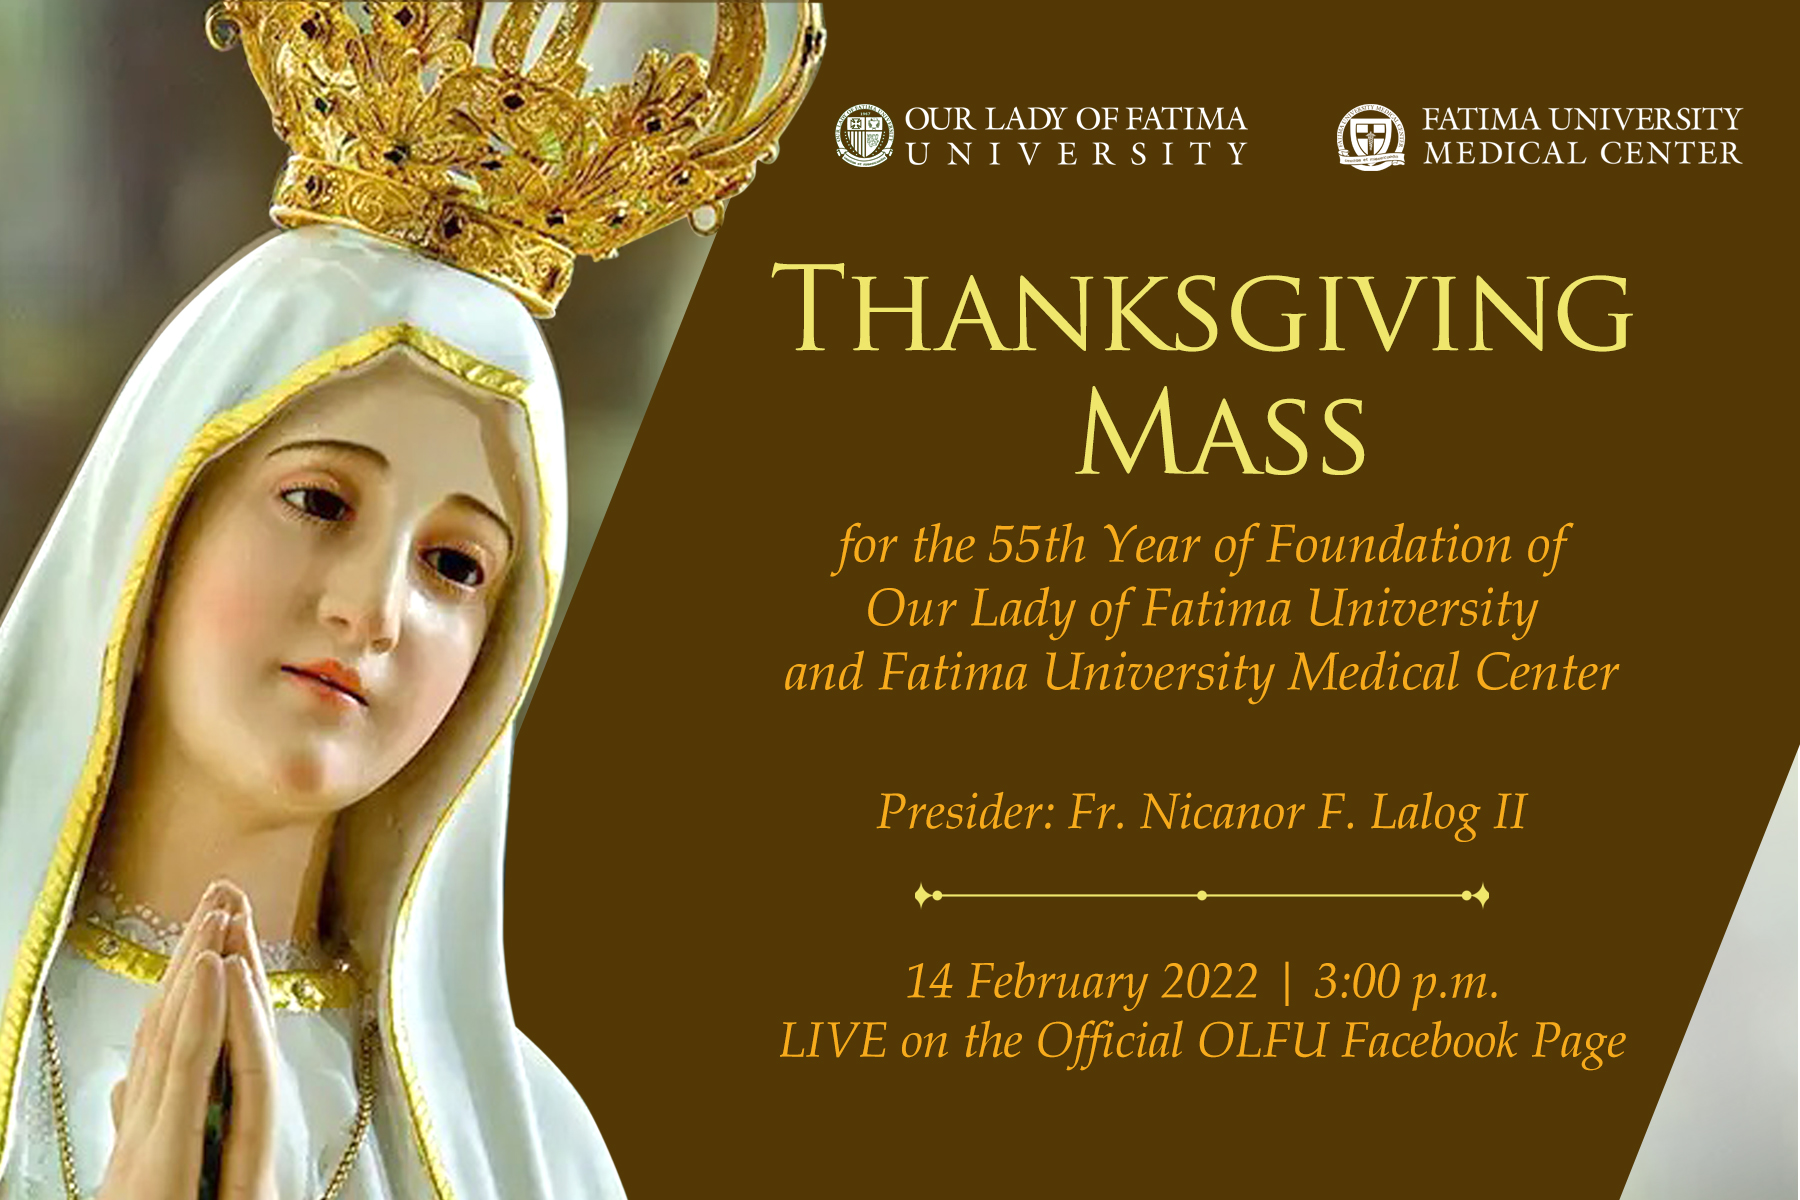 OUR LADY OF FATIMA
UNIVERSITY
FATIMA UNIVERSITY
MEDICAL CENTER
THANKSGIVING
MASS
for the 55th Year of Foundation of
Our Lady of Fatima University
and Fatima University Medical Center
Presider: Fr. Nicanor F. Lalog II
14 February 2022 | 3:00 p.m.
LIVE on the Official OLFU Facebook Page